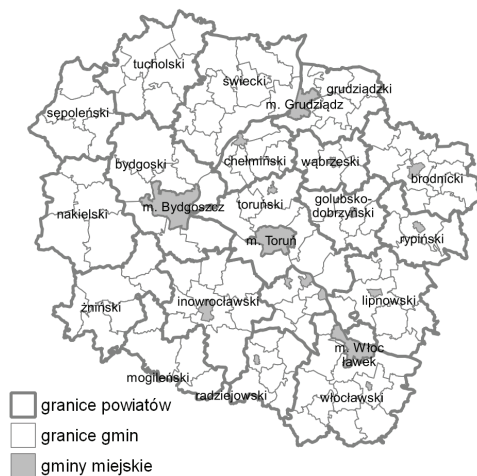 tucholski
świecki
grudziądzki
m. Grudziądz
sępoleński
bydgoski
chełmiński
wąbrzeski
brodnicki
nakielski
m. Bydgoszcz
toruński
golubsko-
dobrzyński
m. Toruń
rypiński
żniński
inowrocławski
lipnowski
m. Włoc
ławek
mogileński
radziejowski
włocławski
granice powiatów
granice gmin
gminy miejskie